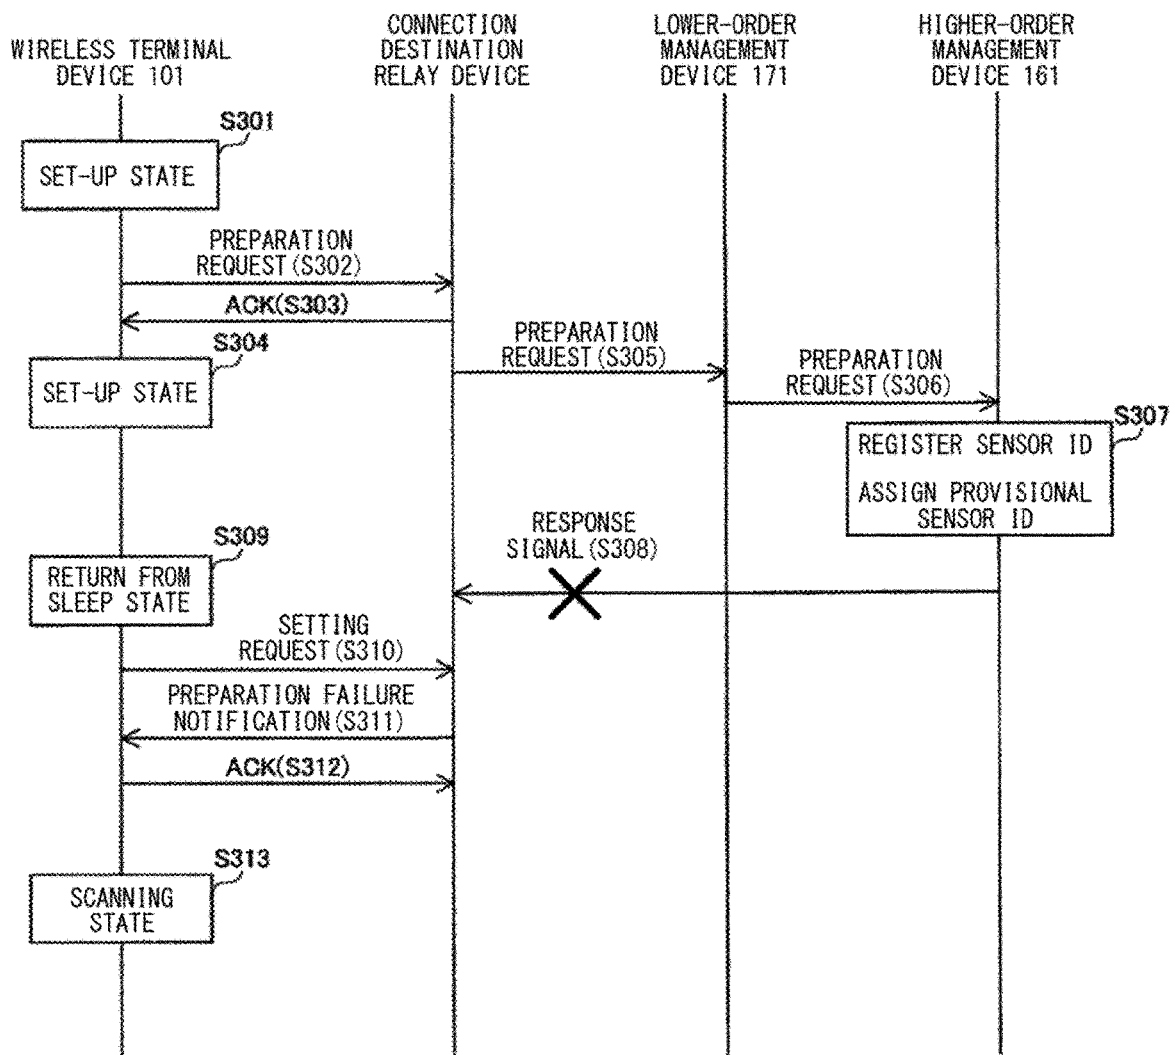 WIRELESS TERMINAL
DEVICE 101
CONNECTION
DESTINATION
RELAY DEVICE
LOWER-ORDER
MANAGEMENT
DEVICE 171
HIGHER-ORDER
MANAGEMENT
DEVICE 161
S301
SET-UP STATE
PREPARATION
REQUEST(S302)
ACK(S303)
S304
SET-UP STATE
PREPARATION
REQUEST(S305)
PREPARATION
REQUEST(S306)
S307
REGISTER SENSOR ID
ASSIGN PROVISIONAL
SENSOR ID
RESPONSE
SIGNAL(S308)
S309
RETURN FROM
SLEEP STATE
SETTING
REQUEST(S310)
PREPARATION FAILURE
NOTIFICATION(S311)
ACK(S312)
S313
SCANNING
STATE